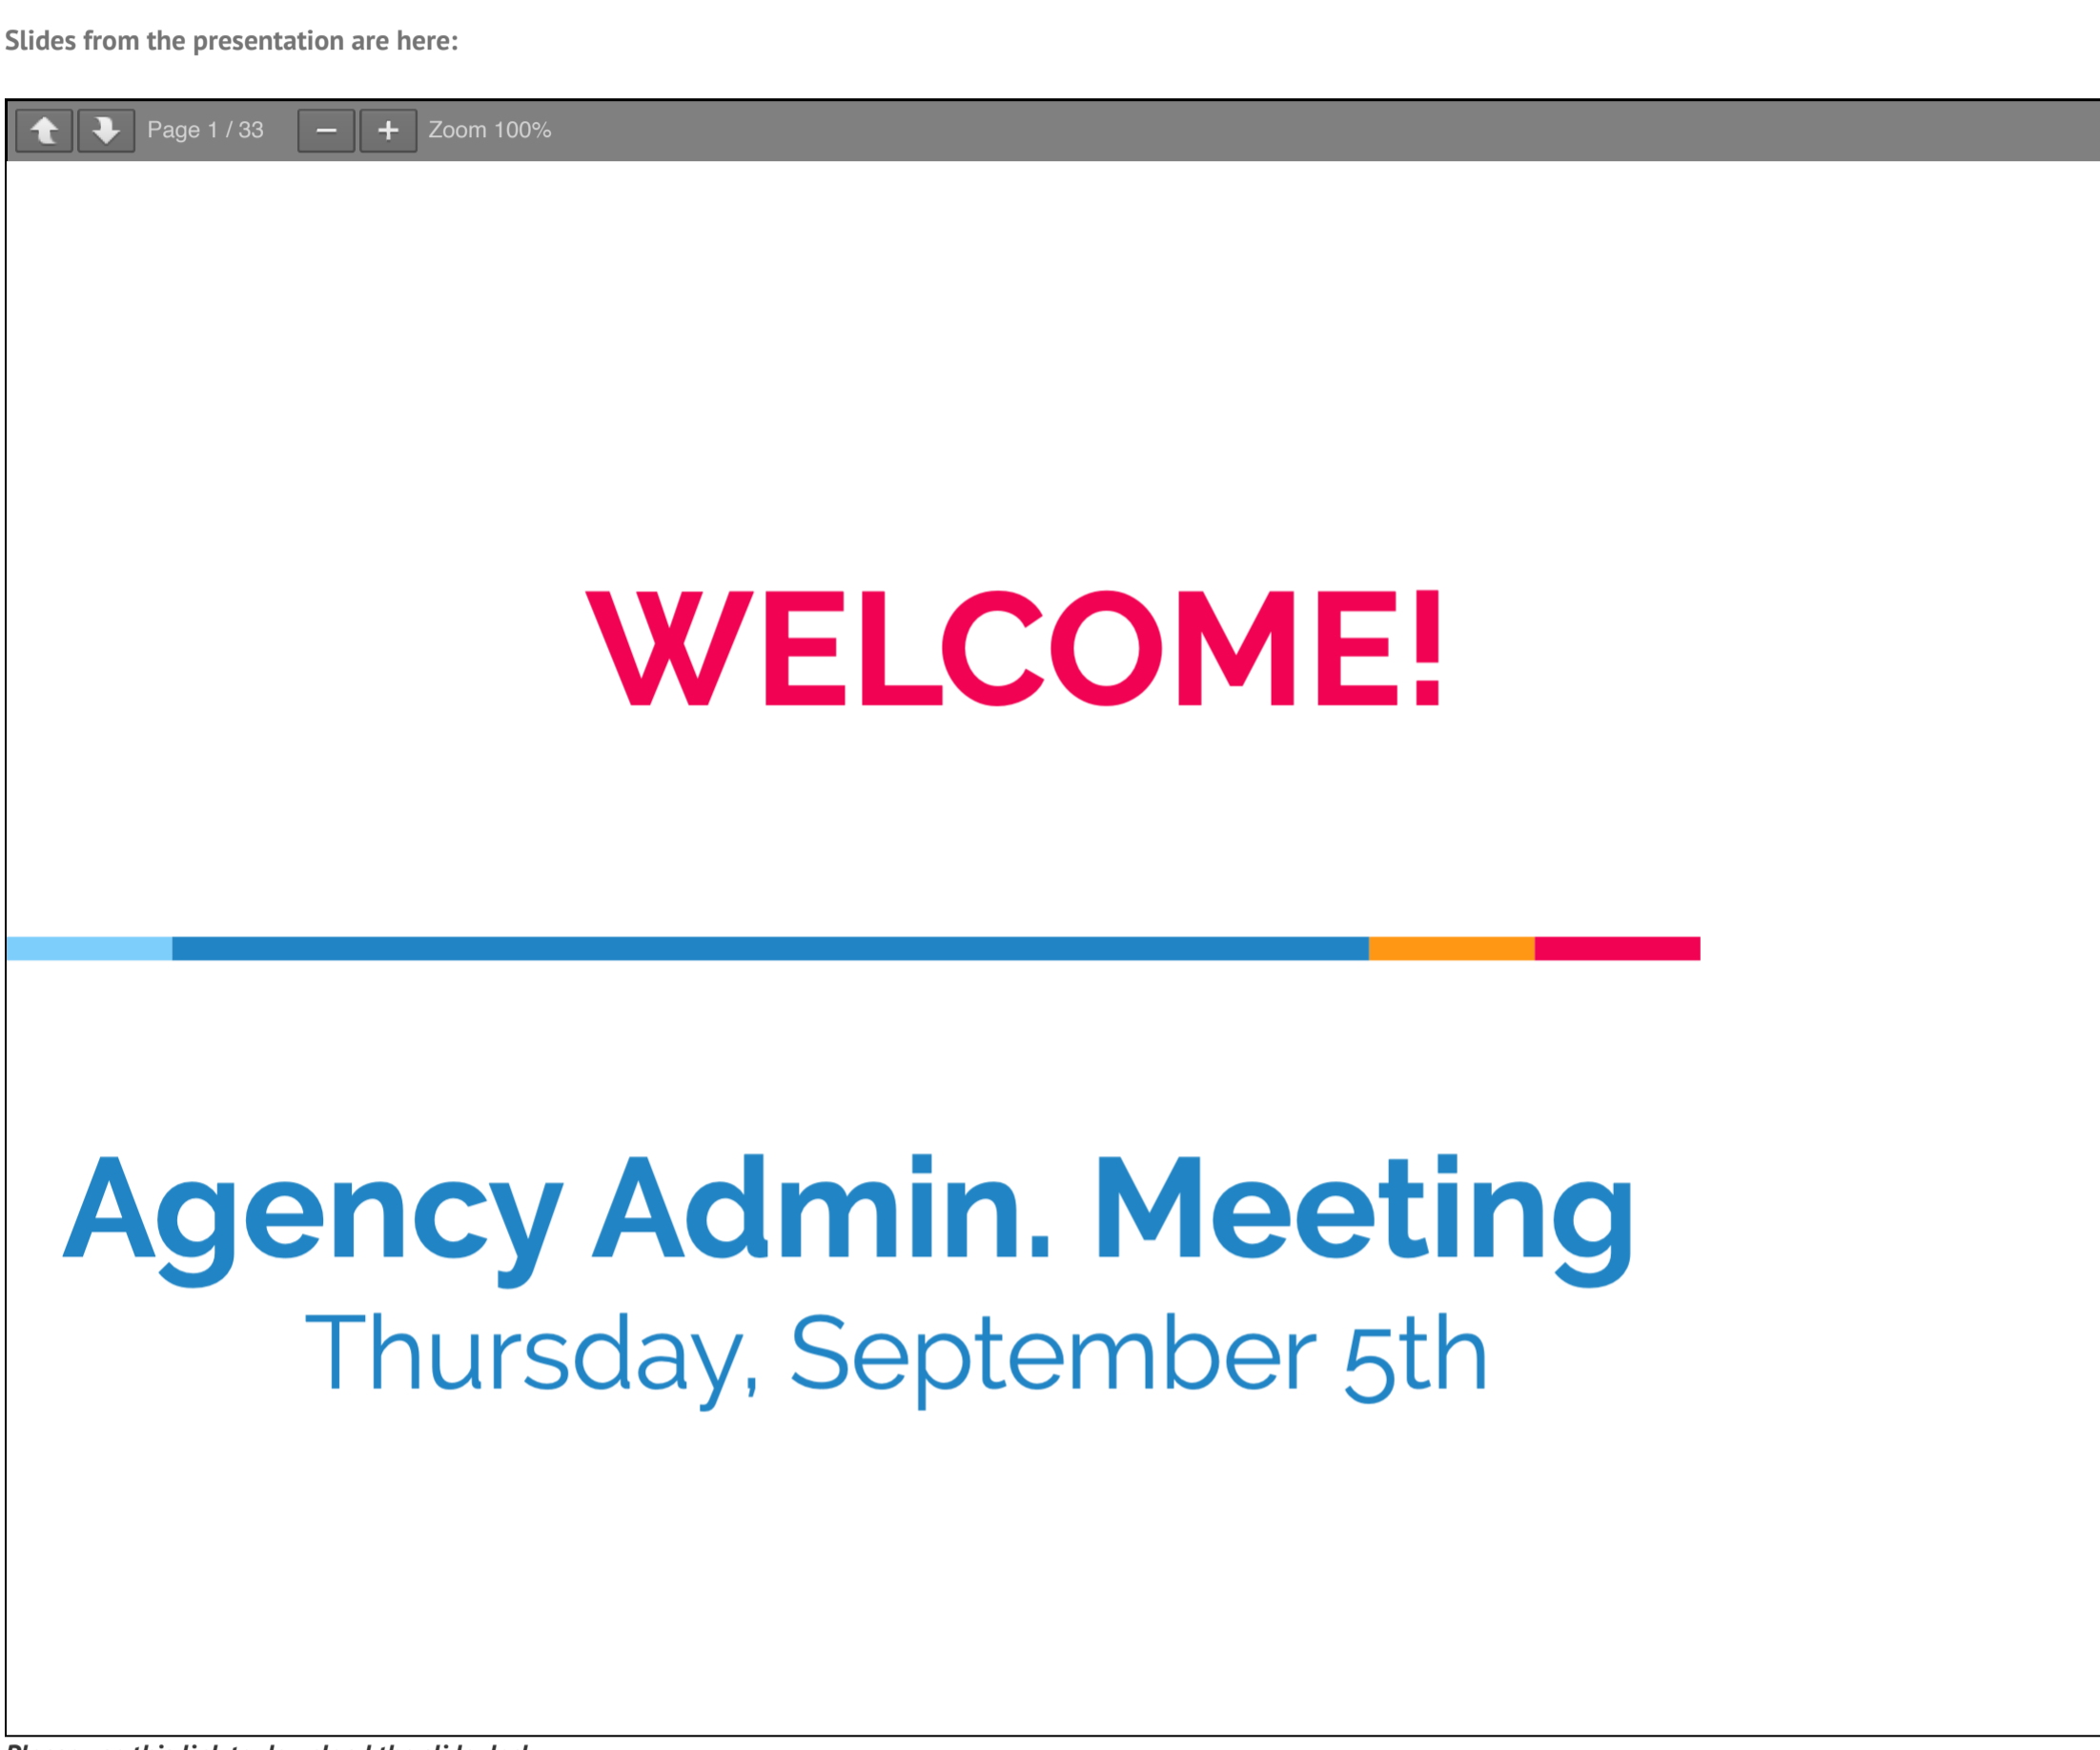 Slides from the presentation are here:
Page 1 / 33 Zoom 100%
WELCOME!
Agency Admin. Meeting
Thursday, September 5th